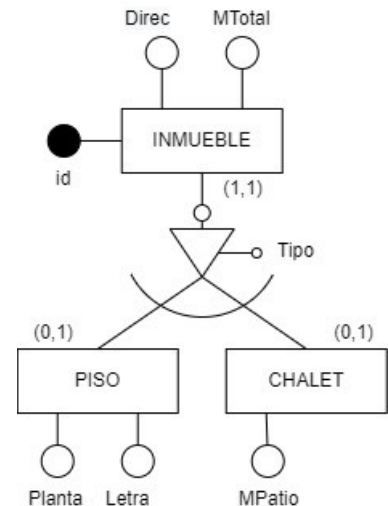 Direc MTotal
INMUEBLE
id
(1,1)
Tipo
(0,1) (0,1)
PISO CHALET
Planta Letra MPatio